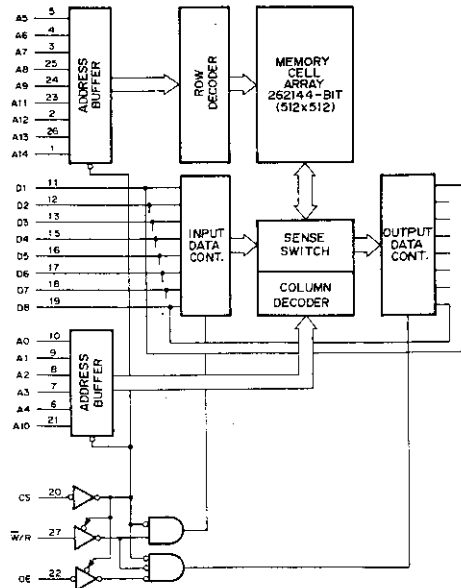 A5 5
A6 4
A7 3
A8 25
A9 24
A11 23
A12 2
A13 26
A14 1
ADDRESS
BUFFER
ROW
DECODER
MEMORY
CELL
ARRAY
262144-BIT
(512x512)
D1 11
D2 12
D3 13
D4 15
D5 16
D6 17
D7 18
D8 19
INPUT
DATA
CONT.
SENSE
SWITCH
COLUMN
DECODER
OUTPUT
DATA
CONT.
A0 10
A1 9
A2 8
A3 7
A4 6
A10 21
ADDRESS
BUFFER
CS 20
W̅/R 27
OE 22